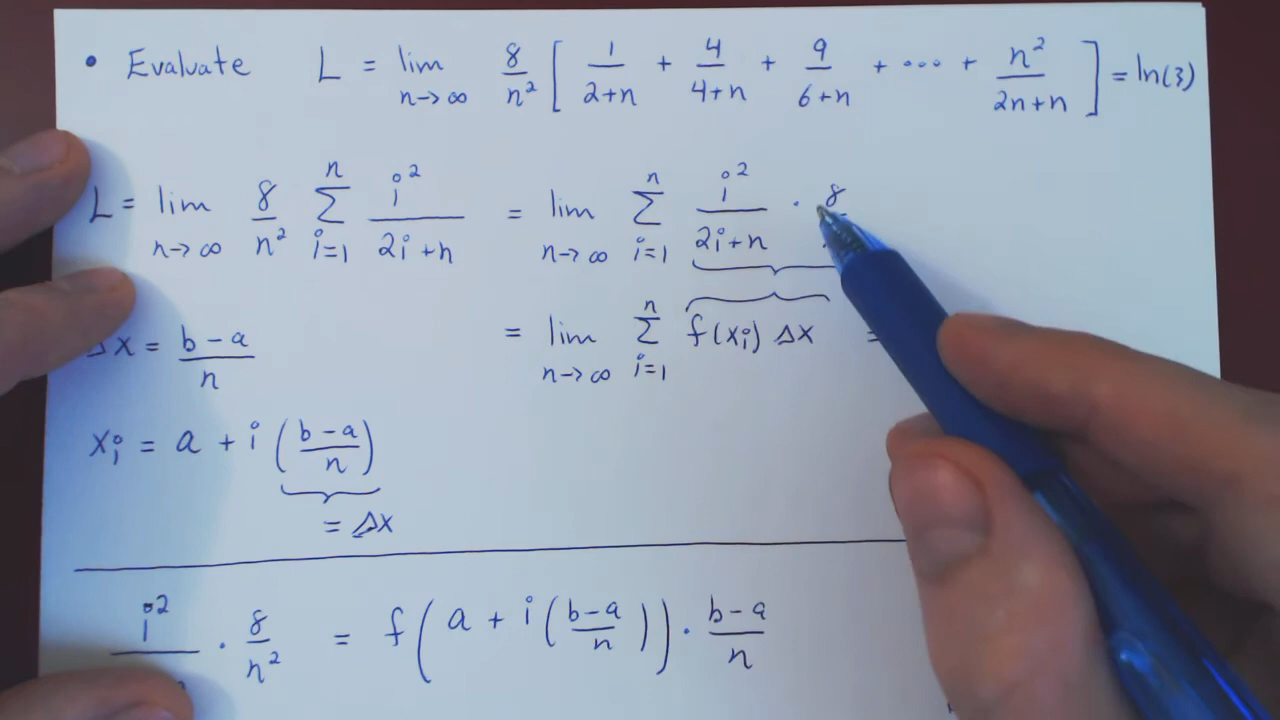 • Evaluate L = lim n→∞ 8/n² [ 1/(2+n) + 4/(4+n) + 9/(6+n) + ··· + n²/(2n+n) ] = ln(3)
L = lim n→∞ 8/n² Σ i=1 n i²/(2i+n) = lim n→∞ Σ i=1 n i²/(2i+n) · 8
Δx = (b-a)/n = lim n→∞ Σ i=1 n f(xi) Δx =
xi = a + i ((b-a)/n)
= Δx
i² · 8/n² = f(a + i((b-a)/n)) · (b-a)/n